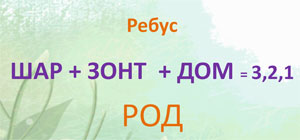 Ребус
ШАР + ЗОНТ + ДОМ = 3,2,1
РОД